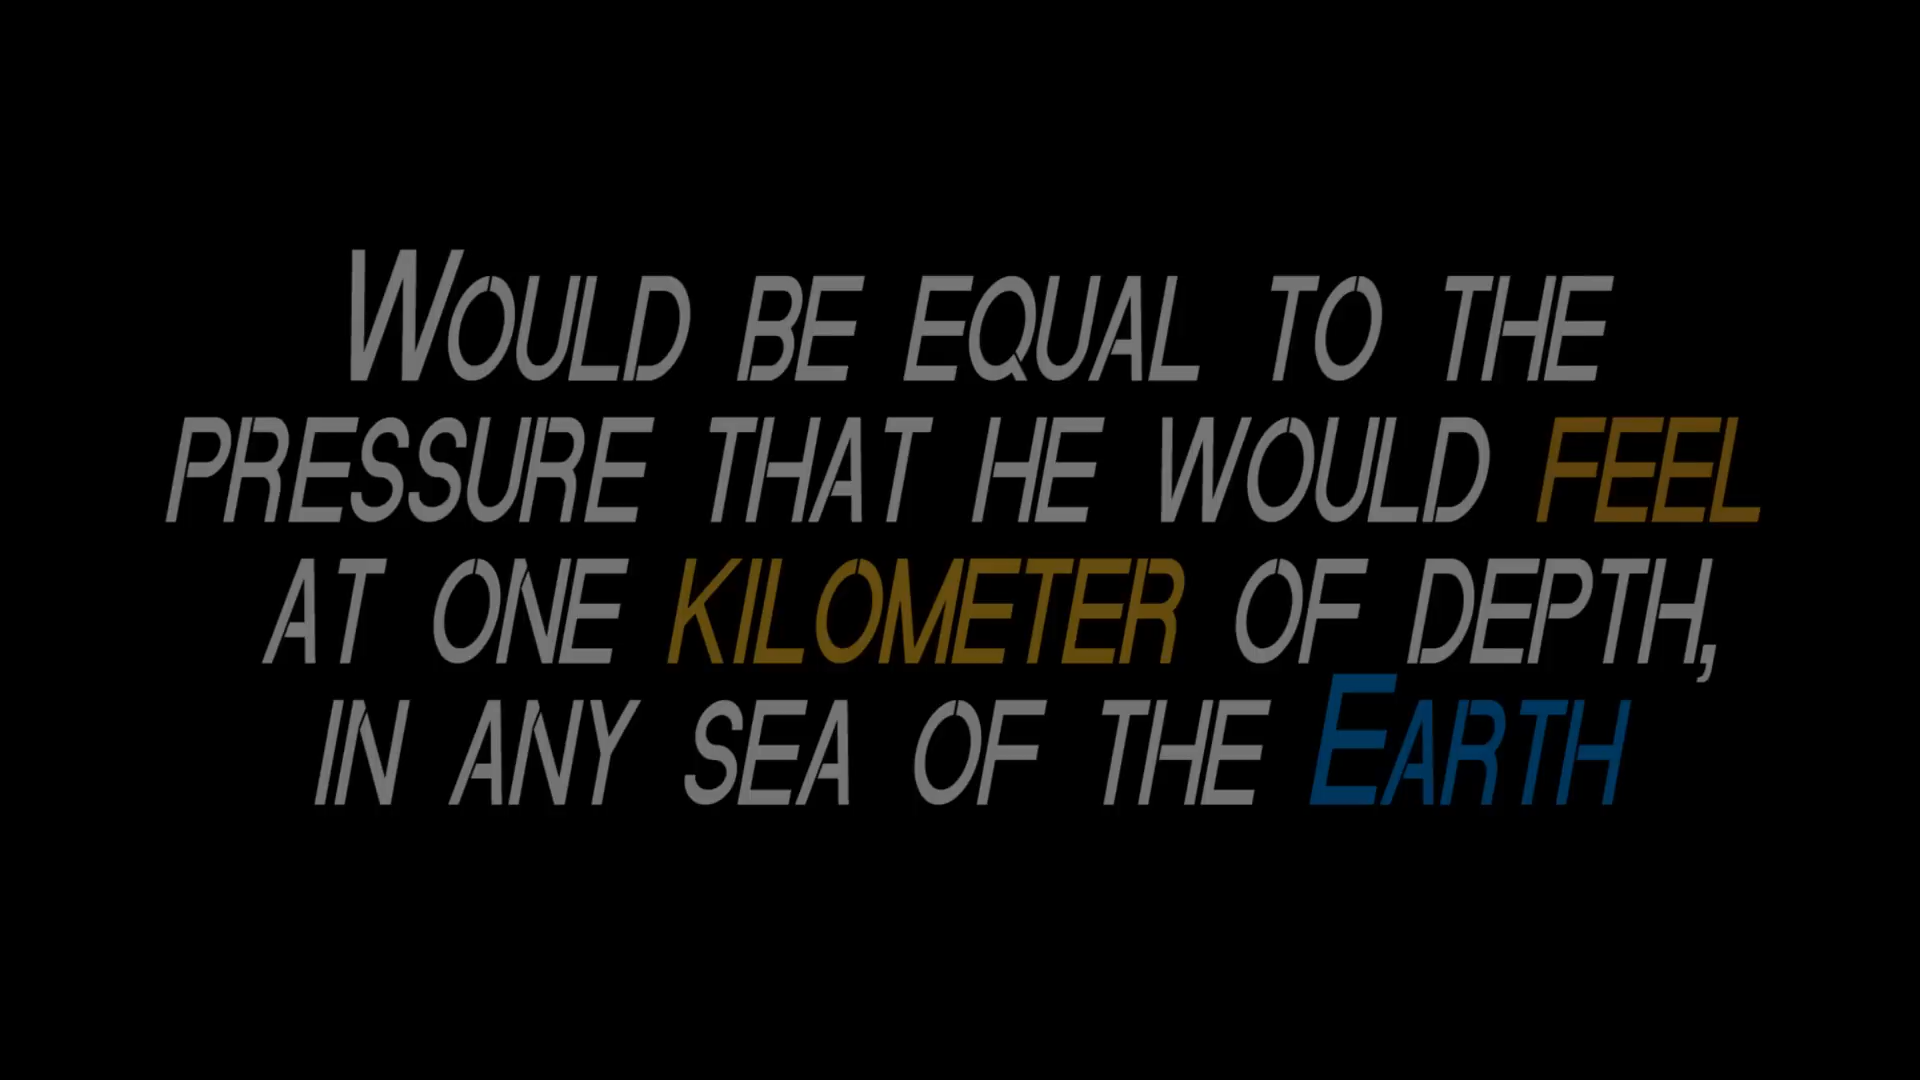 Would be equal to the
pressure that he would feel
at one kilometer of depth,
in any sea of the Earth